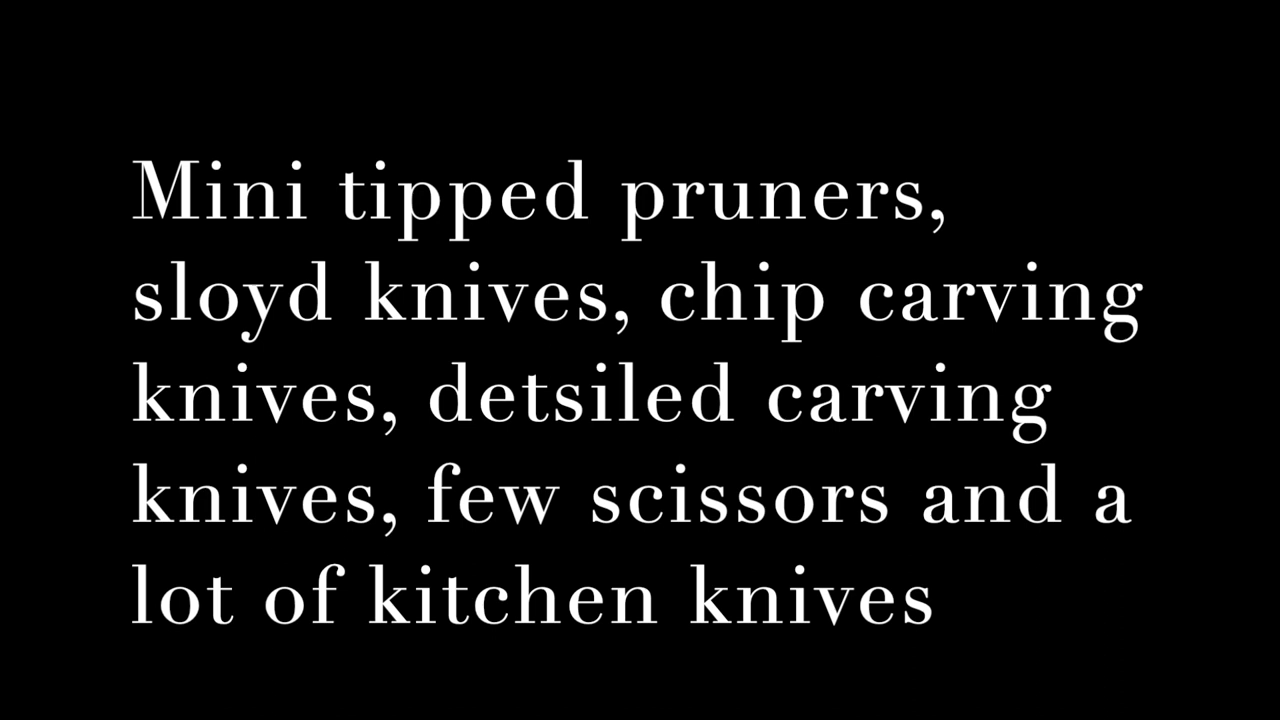 Mini tipped pruners,
sloyd knives, chip carving
knives, detsiled carving
knives, few scissors and a
lot of kitchen knives